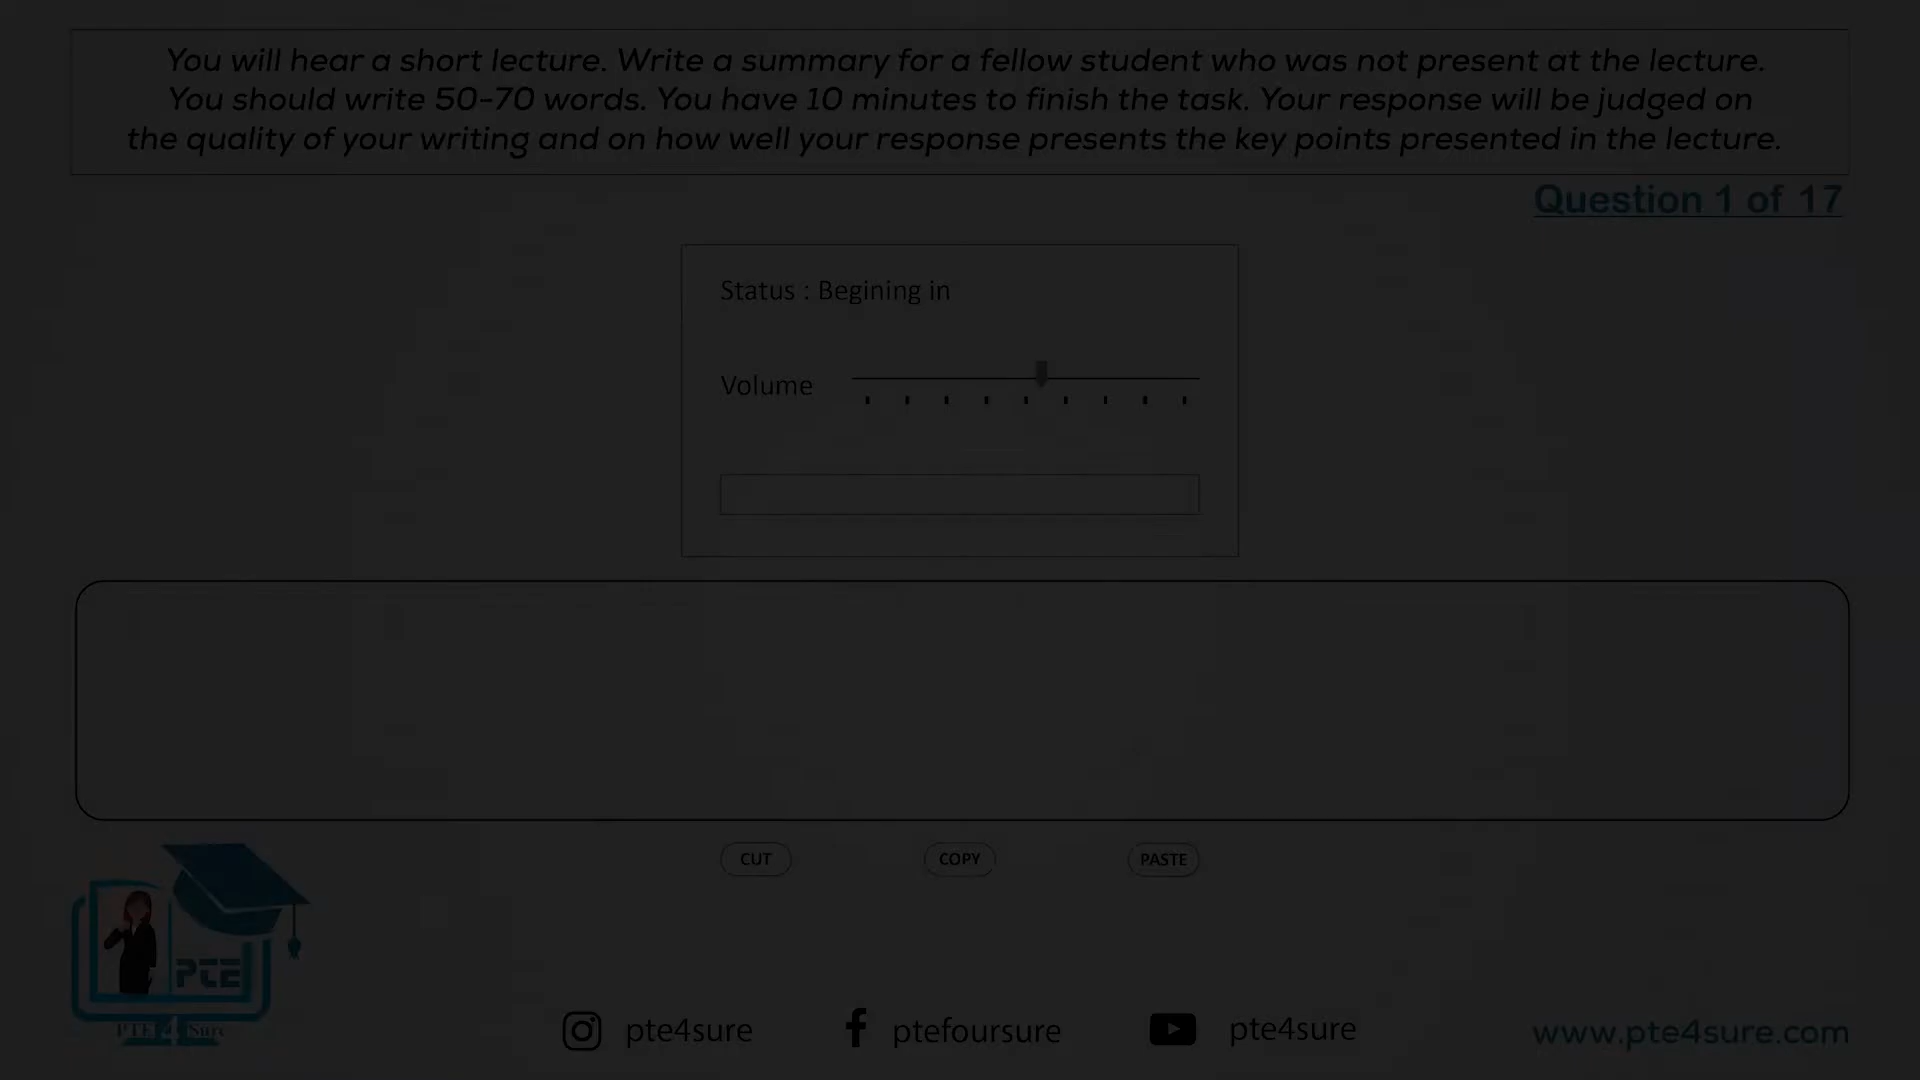 You will hear a short lecture. Write a summary for a fellow student who was not present at the lecture.
You should write 50-70 words. You have 10 minutes to finish the task. Your response will be judged on
the quality of your writing and on how well your response presents the key points presented in the lecture.
Question 1 of 17
Status : Begining in
Volume
CUT COPY PASTE
PTE
PTE 4 Sure
pte4sure ptefoursure pte4sure www.pte4sure.com